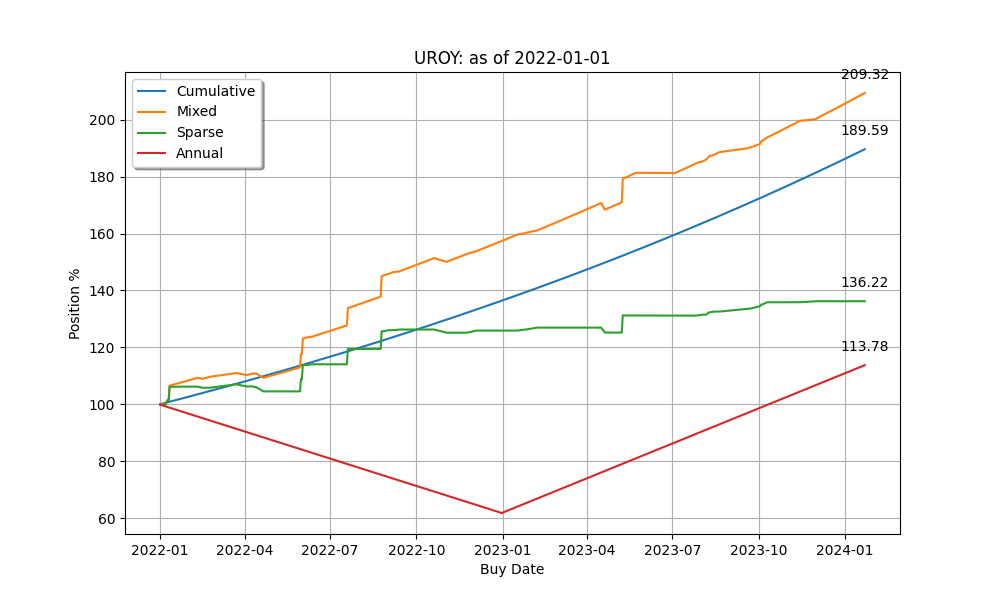 UROY: as of 2022-01-01
209.32
Cumulative
Mixed
Sparse
Annual
189.59
136.22
113.78
Position %
200
180
160
140
120
100
80
60
2022-01 2022-04 2022-07 2022-10 2023-01 2023-04 2023-07 2023-10 2024-01
Buy Date